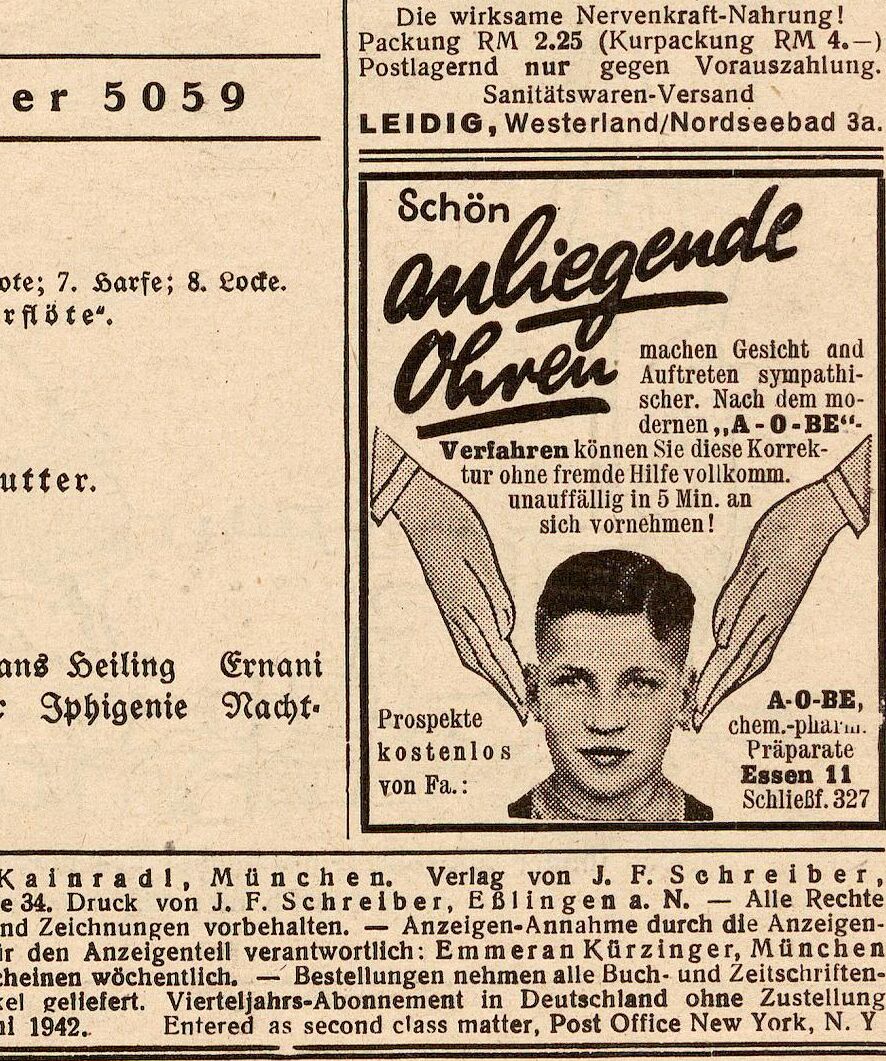 er 5059
ote; 7. Harfe; 8. Locke.
rflöte".
utter.
ans Heiling Ernani
Iphigenie Nacht-
Die wirksame Nervenkraft-Nahrung!
Packung RM 2.25 (Kurpackung RM 4.—)
Postlagernd nur gegen Vorauszahlung.
Sanitätswaren-Versand
LEIDIG, Westerland/Nordseebad 3a.
Schön
anliegende
Ohren
machen Gesicht und
Auftreten sympathi-
scher. Nach dem mo-
dernen „A-O-BE“-
Verfahren können Sie diese Korrek-
tur ohne fremde Hilfe vollkomm.
unauffällig in 5 Min. an
sich vornehmen!
Prospekte
kostenlos
von Fa.:
A-O-BE,
chem.-pharm.
Präparate
Essen 11
Schließf. 327
Kainradl, München. Verlag von J. F. Schreiber,
e 34. Druck von J. F. Schreiber, Eßlingen a. N. — Alle Rechte
nd Zeichnungen vorbehalten. — Anzeigen-Annahme durch die Anzeigen-
ür den Anzeigenteil verantwortlich: Emmeran Kürzinger, München
cheinen wöchentlich. — Bestellungen nehmen alle Buch- und Zeitschriften-
kel geliefert. Vierteljahrs-Abonnement in Deutschland ohne Zustellung
ni 1942. Entered as second class matter, Post Office New York, N. Y